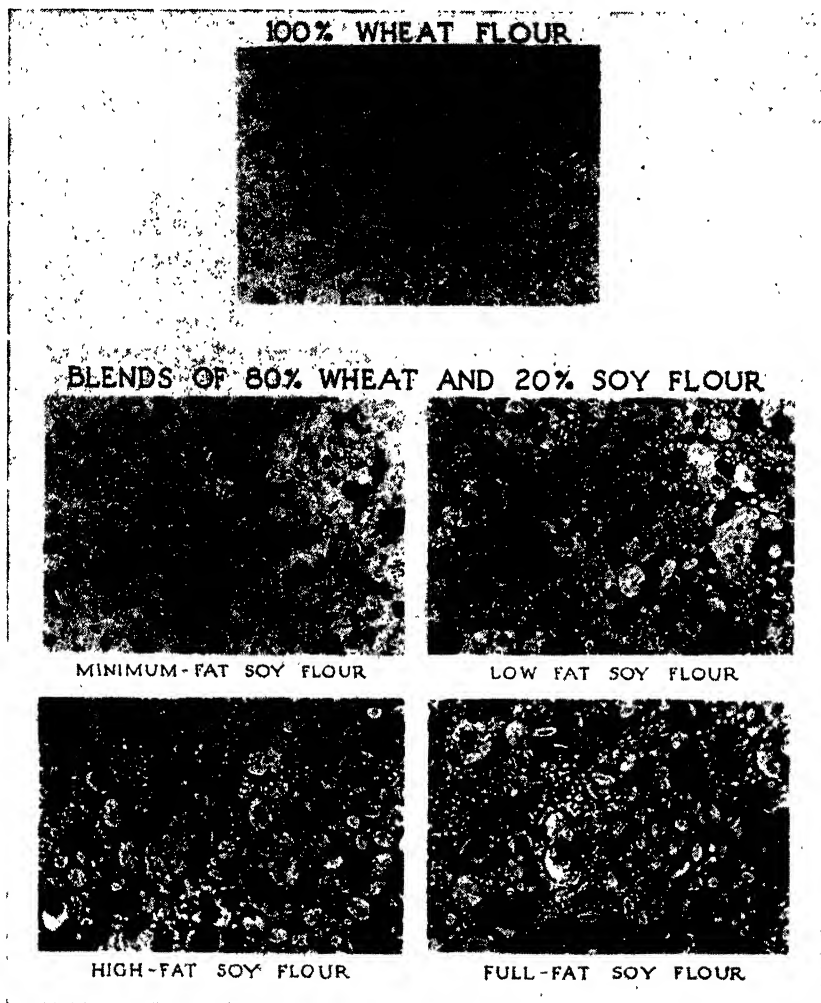 100% WHEAT FLOUR
BLENDS OF 80% WHEAT AND 20% SOY FLOUR
MINIMUM-FAT SOY FLOUR
LOW FAT SOY FLOUR
HIGH-FAT SOY FLOUR
FULL-FAT SOY FLOUR